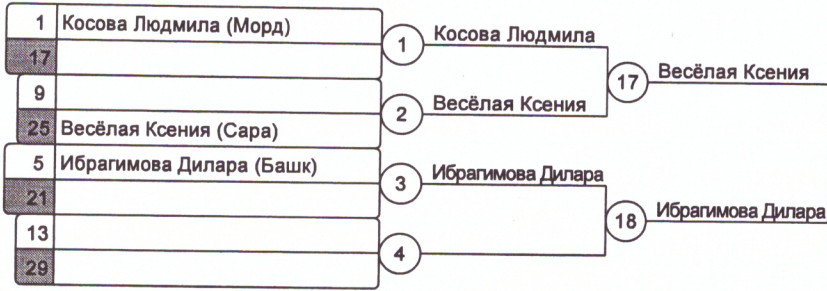 1 Косова Людмила (Морд)
17
9
25 Весёлая Ксения (Сара)
5 Ибрагимова Дилара (Башк)
21
13
29
1 Косова Людмила
2 Весёлая Ксения
3 Ибрагимова Дилара
4
17 Весёлая Ксения
18 Ибрагимова Дилара